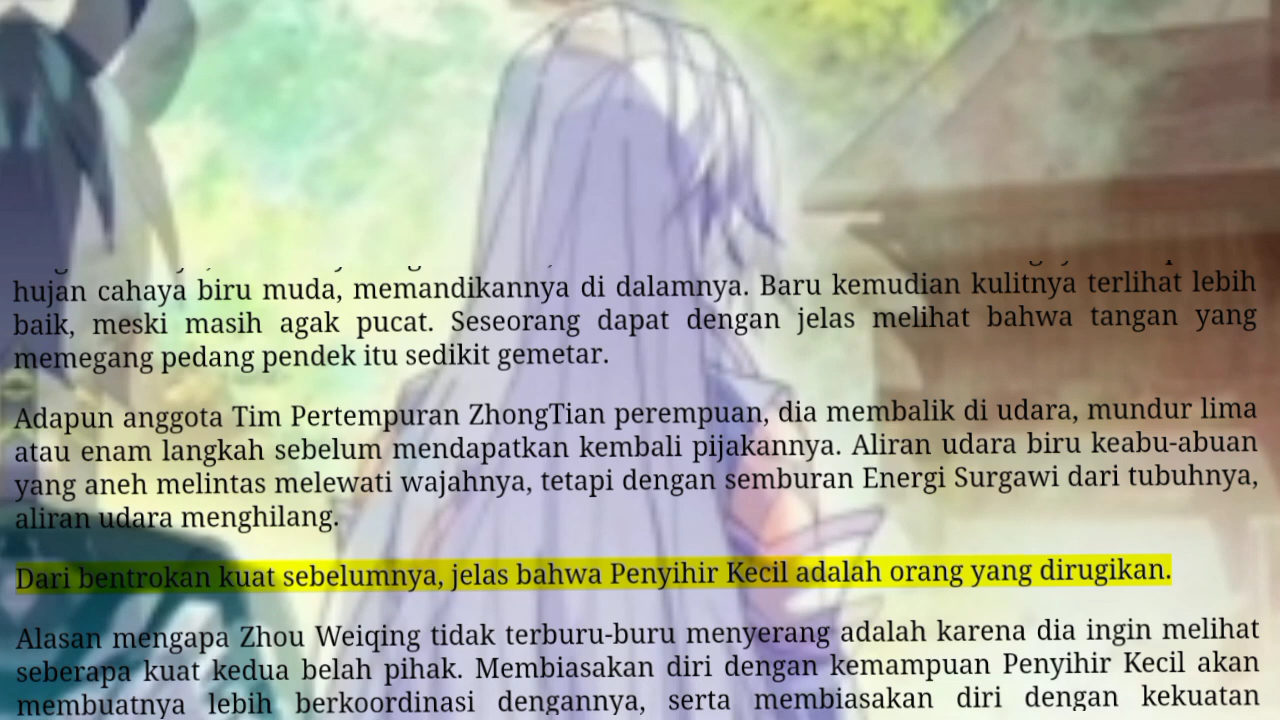 hujan cahaya biru muda, memandikannya di dalamnya. Baru kemudian kulitnya terlihat lebih
baik, meski masih agak pucat. Seseorang dapat dengan jelas melihat bahwa tangan yang
memegang pedang pendek itu sedikit gemetar.
Adapun anggota Tim Pertempuran ZhongTian perempuan, dia membalik di udara, mundur lima
atau enam langkah sebelum mendapatkan kembali pijakannya. Aliran udara biru keabu-abuan
yang aneh melintas melewati wajahnya, tetapi dengan semburan Energi Surgawi dari tubuhnya,
aliran udara menghilang.
Dari bentrokan kuat sebelumnya, jelas bahwa Penyihir Kecil adalah orang yang dirugikan.
Alasan mengapa Zhou Weiqing tidak terburu-buru menyerang adalah karena dia ingin melihat
seberapa kuat kedua belah pihak. Membiasakan diri dengan kemampuan Penyihir Kecil akan
membuatnya lebih berkoordinasi dengannya, serta membiasakan diri dengan kekuatan